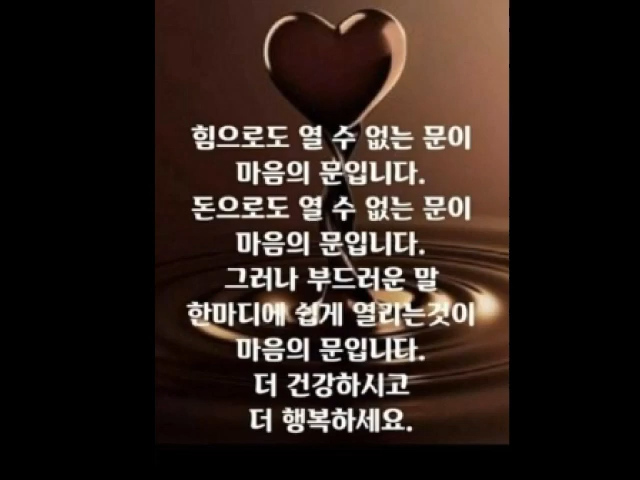 힘으로도 열 수 없는 문이
마음의 문입니다.
돈으로도 열 수 없는 문이
마음의 문입니다.
그러나 부드러운 말
한마디에 쉽게 열리는것이
마음의 문입니다.
더 건강하시고
더 행복하세요.